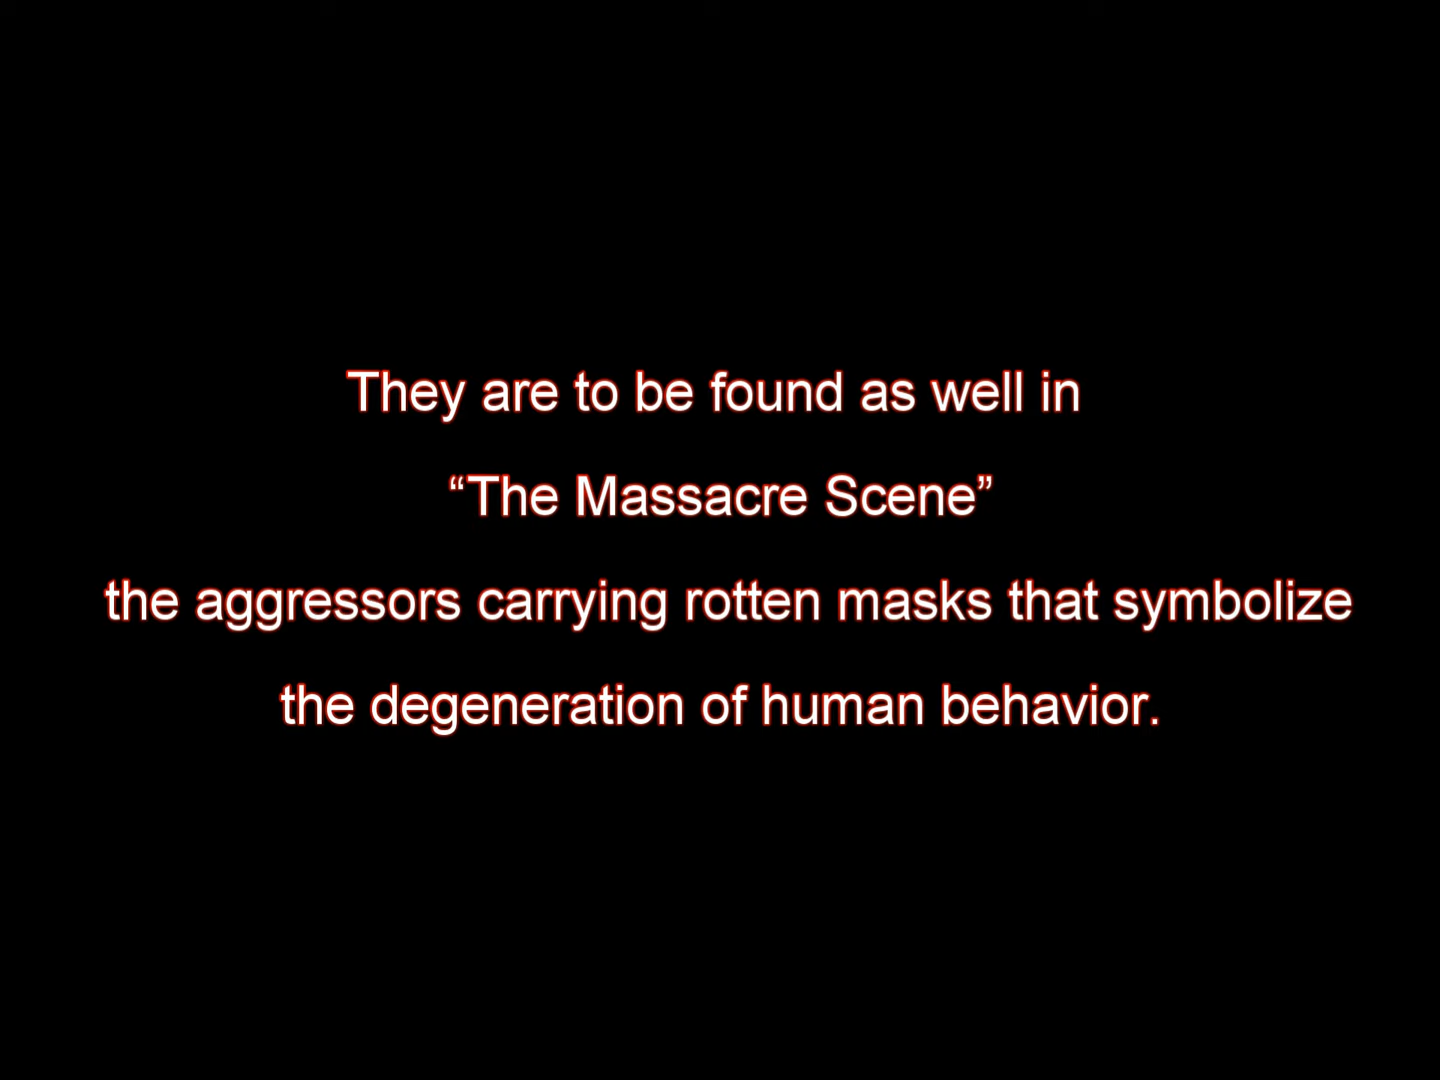 They are to be found as well in
“The Massacre Scene”
the aggressors carrying rotten masks that symbolize
the degeneration of human behavior.